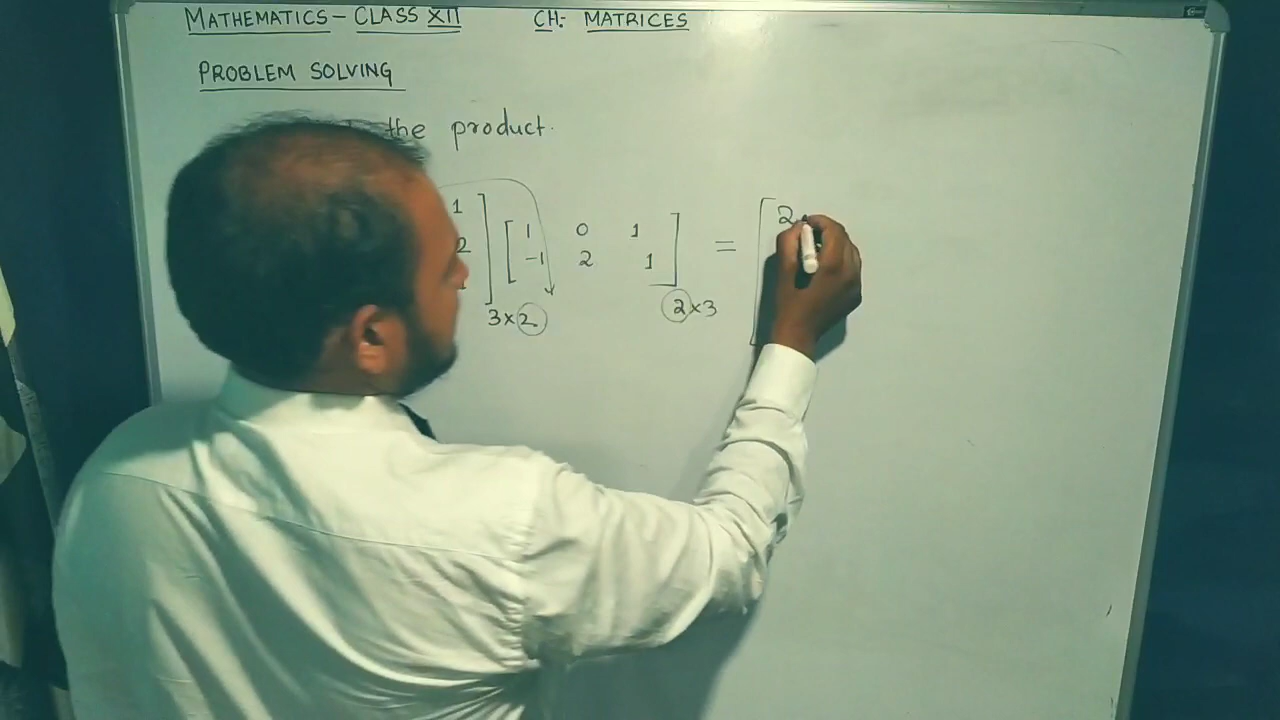 MATHEMATICS - CLASS XII CH: MATRICES
PROBLEM SOLVING
the product.
1
2
1 0 1
-1 2 1
= 2
3×2 2×3